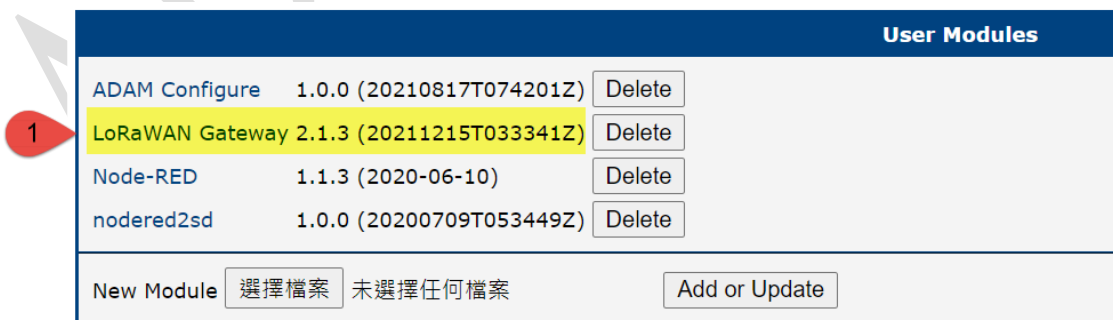 User Modules
ADAM Configure 1.0.0 (20210817T074201Z) Delete
1 LoRaWAN Gateway 2.1.3 (20211215T033341Z) Delete
Node-RED 1.1.3 (2020-06-10) Delete
nodered2sd 1.0.0 (20200709T053449Z) Delete
New Module 選擇檔案 未選擇任何檔案 Add or Update